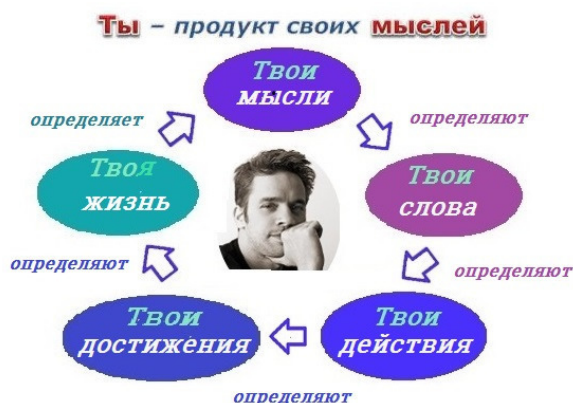 Ты – продукт своих мыслей
Твои
мысли
определяют
Твои
слова
определяют
Твои
действия
определяют
Твои
достижения
определяют
Твоя
жизнь
определяет